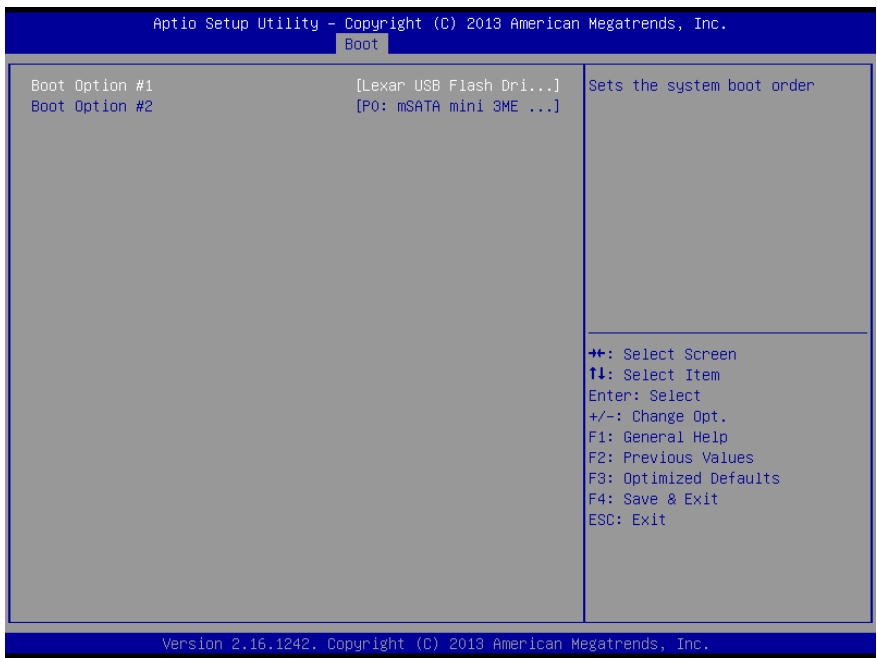 Aptio Setup Utility – Copyright (C) 2013 American Megatrends, Inc.
Boot
Boot Option #1 [Lexar USB Flash Dri...]
Boot Option #2 [P0: mSATA mini 3ME ...]
Sets the system boot order
→←: Select Screen
↑↓: Select Item
Enter: Select
+/-: Change Opt.
F1: General Help
F2: Previous Values
F3: Optimized Defaults
F4: Save & Exit
ESC: Exit
Version 2.16.1242. Copyright (C) 2013 American Megatrends, Inc.